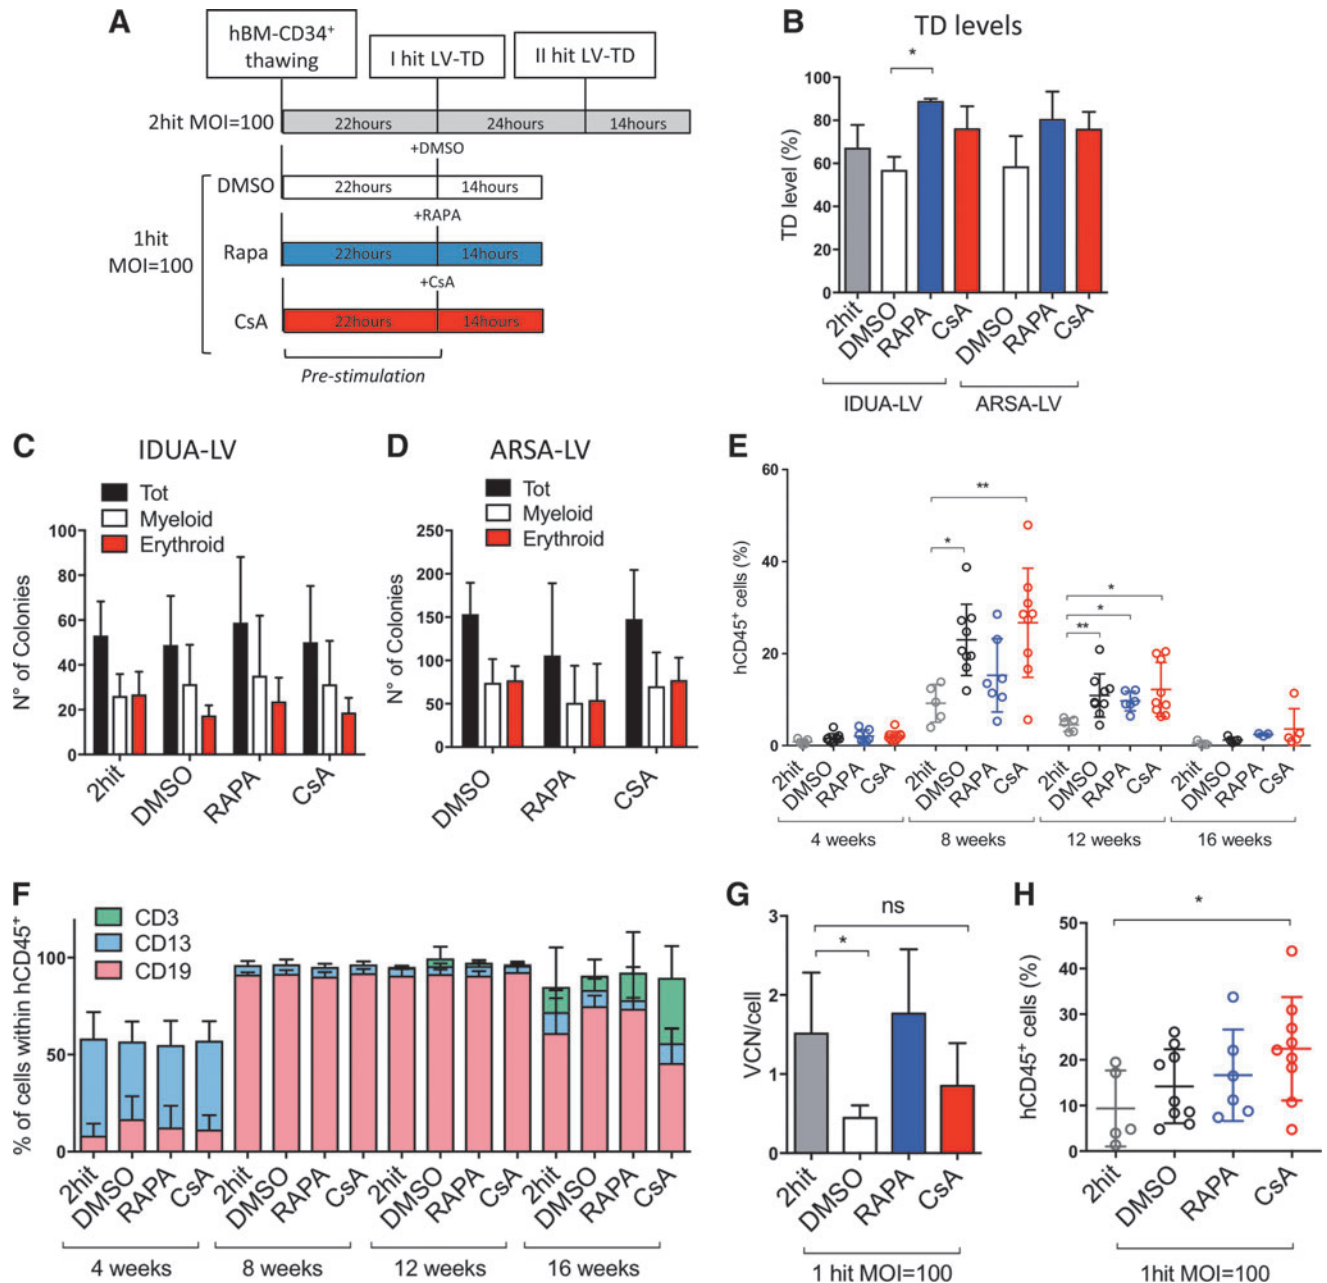 A
hBM-CD34+
thawing
I hit LV-TD
II hit LV-TD
2hit MOI=100
22hours
24hours
14hours
+DMSO
DMSO
22hours
14hours
+RAPA
1hit
MOI=100
Rapa
22hours
14hours
+CsA
CsA
22hours
14hours
Pre-stimulation
B
TD levels
*
TD level (%)
100
80
60
40
20
0
2hit
DMSO
RAPA
CsA
DMSO
RAPA
CsA
IDUA-LV
ARSA-LV
C
IDUA-LV
Tot
Myeloid
Erythroid
N° of Colonies
100
80
60
40
20
0
2hit
DMSO
RAPA
CsA
D
ARSA-LV
Tot
Myeloid
Erythroid
N° of Colonies
250
200
150
100
50
0
DMSO
RAPA
CSA
E
hCD45+ cells (%)
60
40
20
0
**
*
*
*
**
2hit
DMSO
RAPA
CsA
2hit
DMSO
RAPA
CsA
2hit
DMSO
RAPA
CsA
2hit
DMSO
RAPA
CsA
4 weeks
8 weeks
12 weeks
16 weeks
F
CD3
CD13
CD19
% of cells within hCD45+
100
50
0
2hit
DMSO
RAPA
CsA
2hit
DMSO
RAPA
CsA
2hit
DMSO
RAPA
CsA
2hit
DMSO
RAPA
CsA
4 weeks
8 weeks
12 weeks
16 weeks
G
VCN/cell
3
2
1
0
ns
*
2hit
DMSO
RAPA
CsA
1 hit MOI=100
H
hCD45+ cells (%)
50
40
30
20
10
0
*
2hit
DMSO
RAPA
CsA
1hit MOI=100